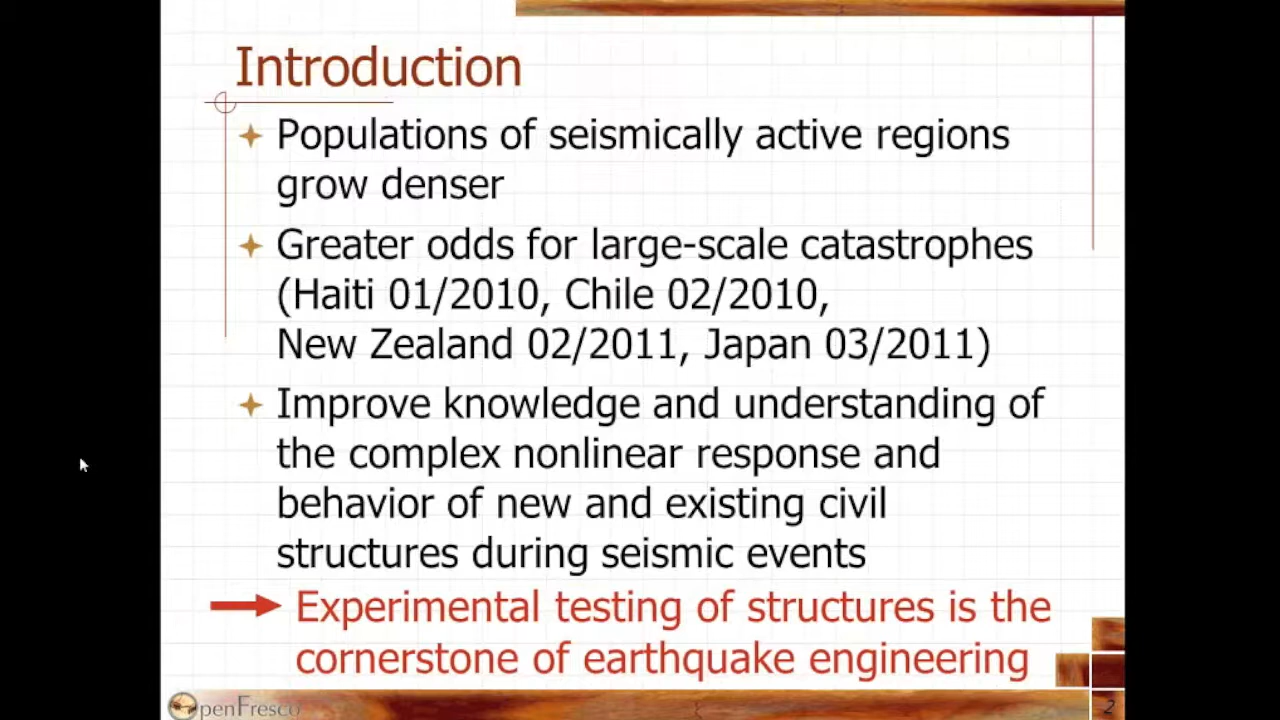 Introduction
Populations of seismically active regions
grow denser
Greater odds for large-scale catastrophes
(Haiti 01/2010, Chile 02/2010,
New Zealand 02/2011, Japan 03/2011)
Improve knowledge and understanding of
the complex nonlinear response and
behavior of new and existing civil
structures during seismic events
Experimental testing of structures is the
cornerstone of earthquake engineering
OpenFresco
2